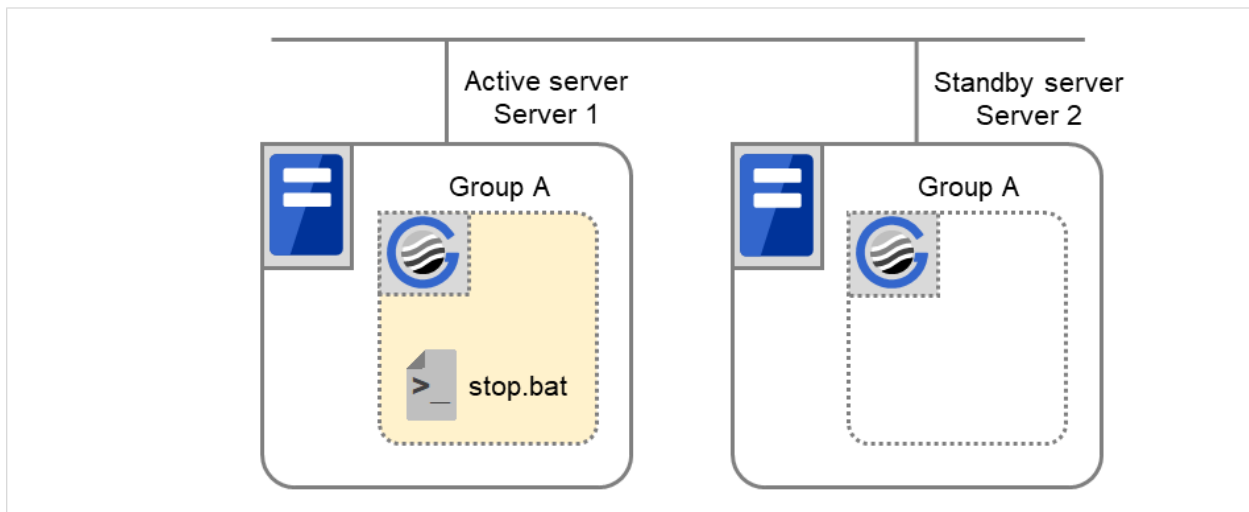 Active server
Server 1
Standby server
Server 2
Group A
Group A
>_ stop.bat